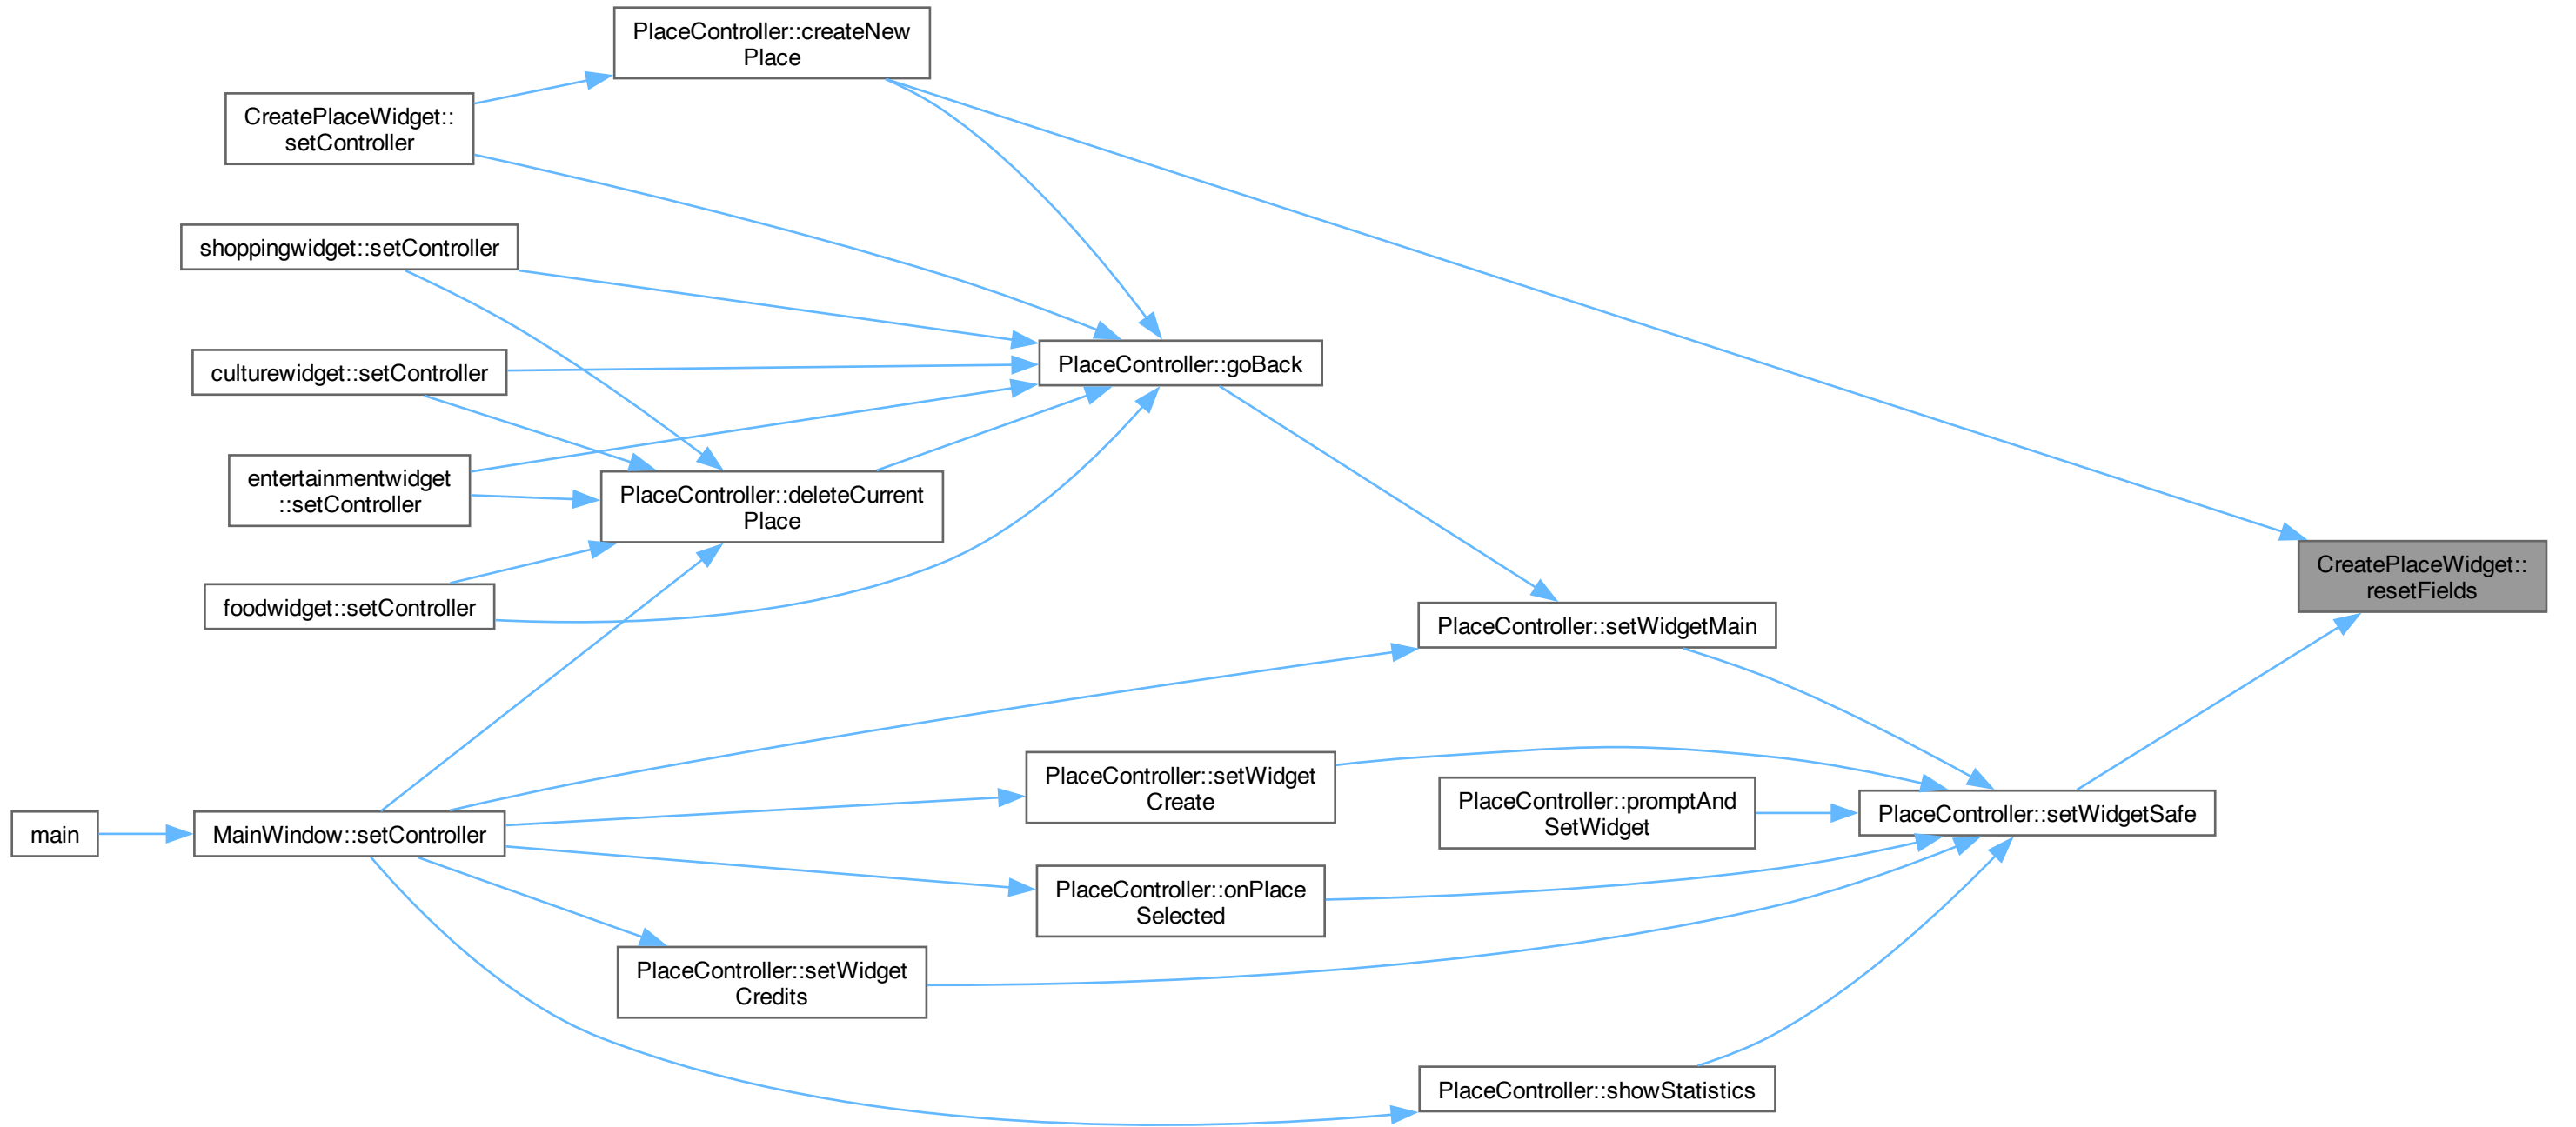 PlaceController::createNew
Place
CreatePlaceWidget::
setController
shoppingwidget::setController
PlaceController::goBack
culturewidget::setController
entertainmentwidget
::setController
PlaceController::deleteCurrent
Place
CreatePlaceWidget::
resetFields
foodwidget::setController
PlaceController::setWidgetMain
PlaceController::setWidget
Create
PlaceController::promptAnd
SetWidget
PlaceController::setWidgetSafe
main
MainWindow::setController
PlaceController::onPlace
Selected
PlaceController::setWidget
Credits
PlaceController::showStatistics